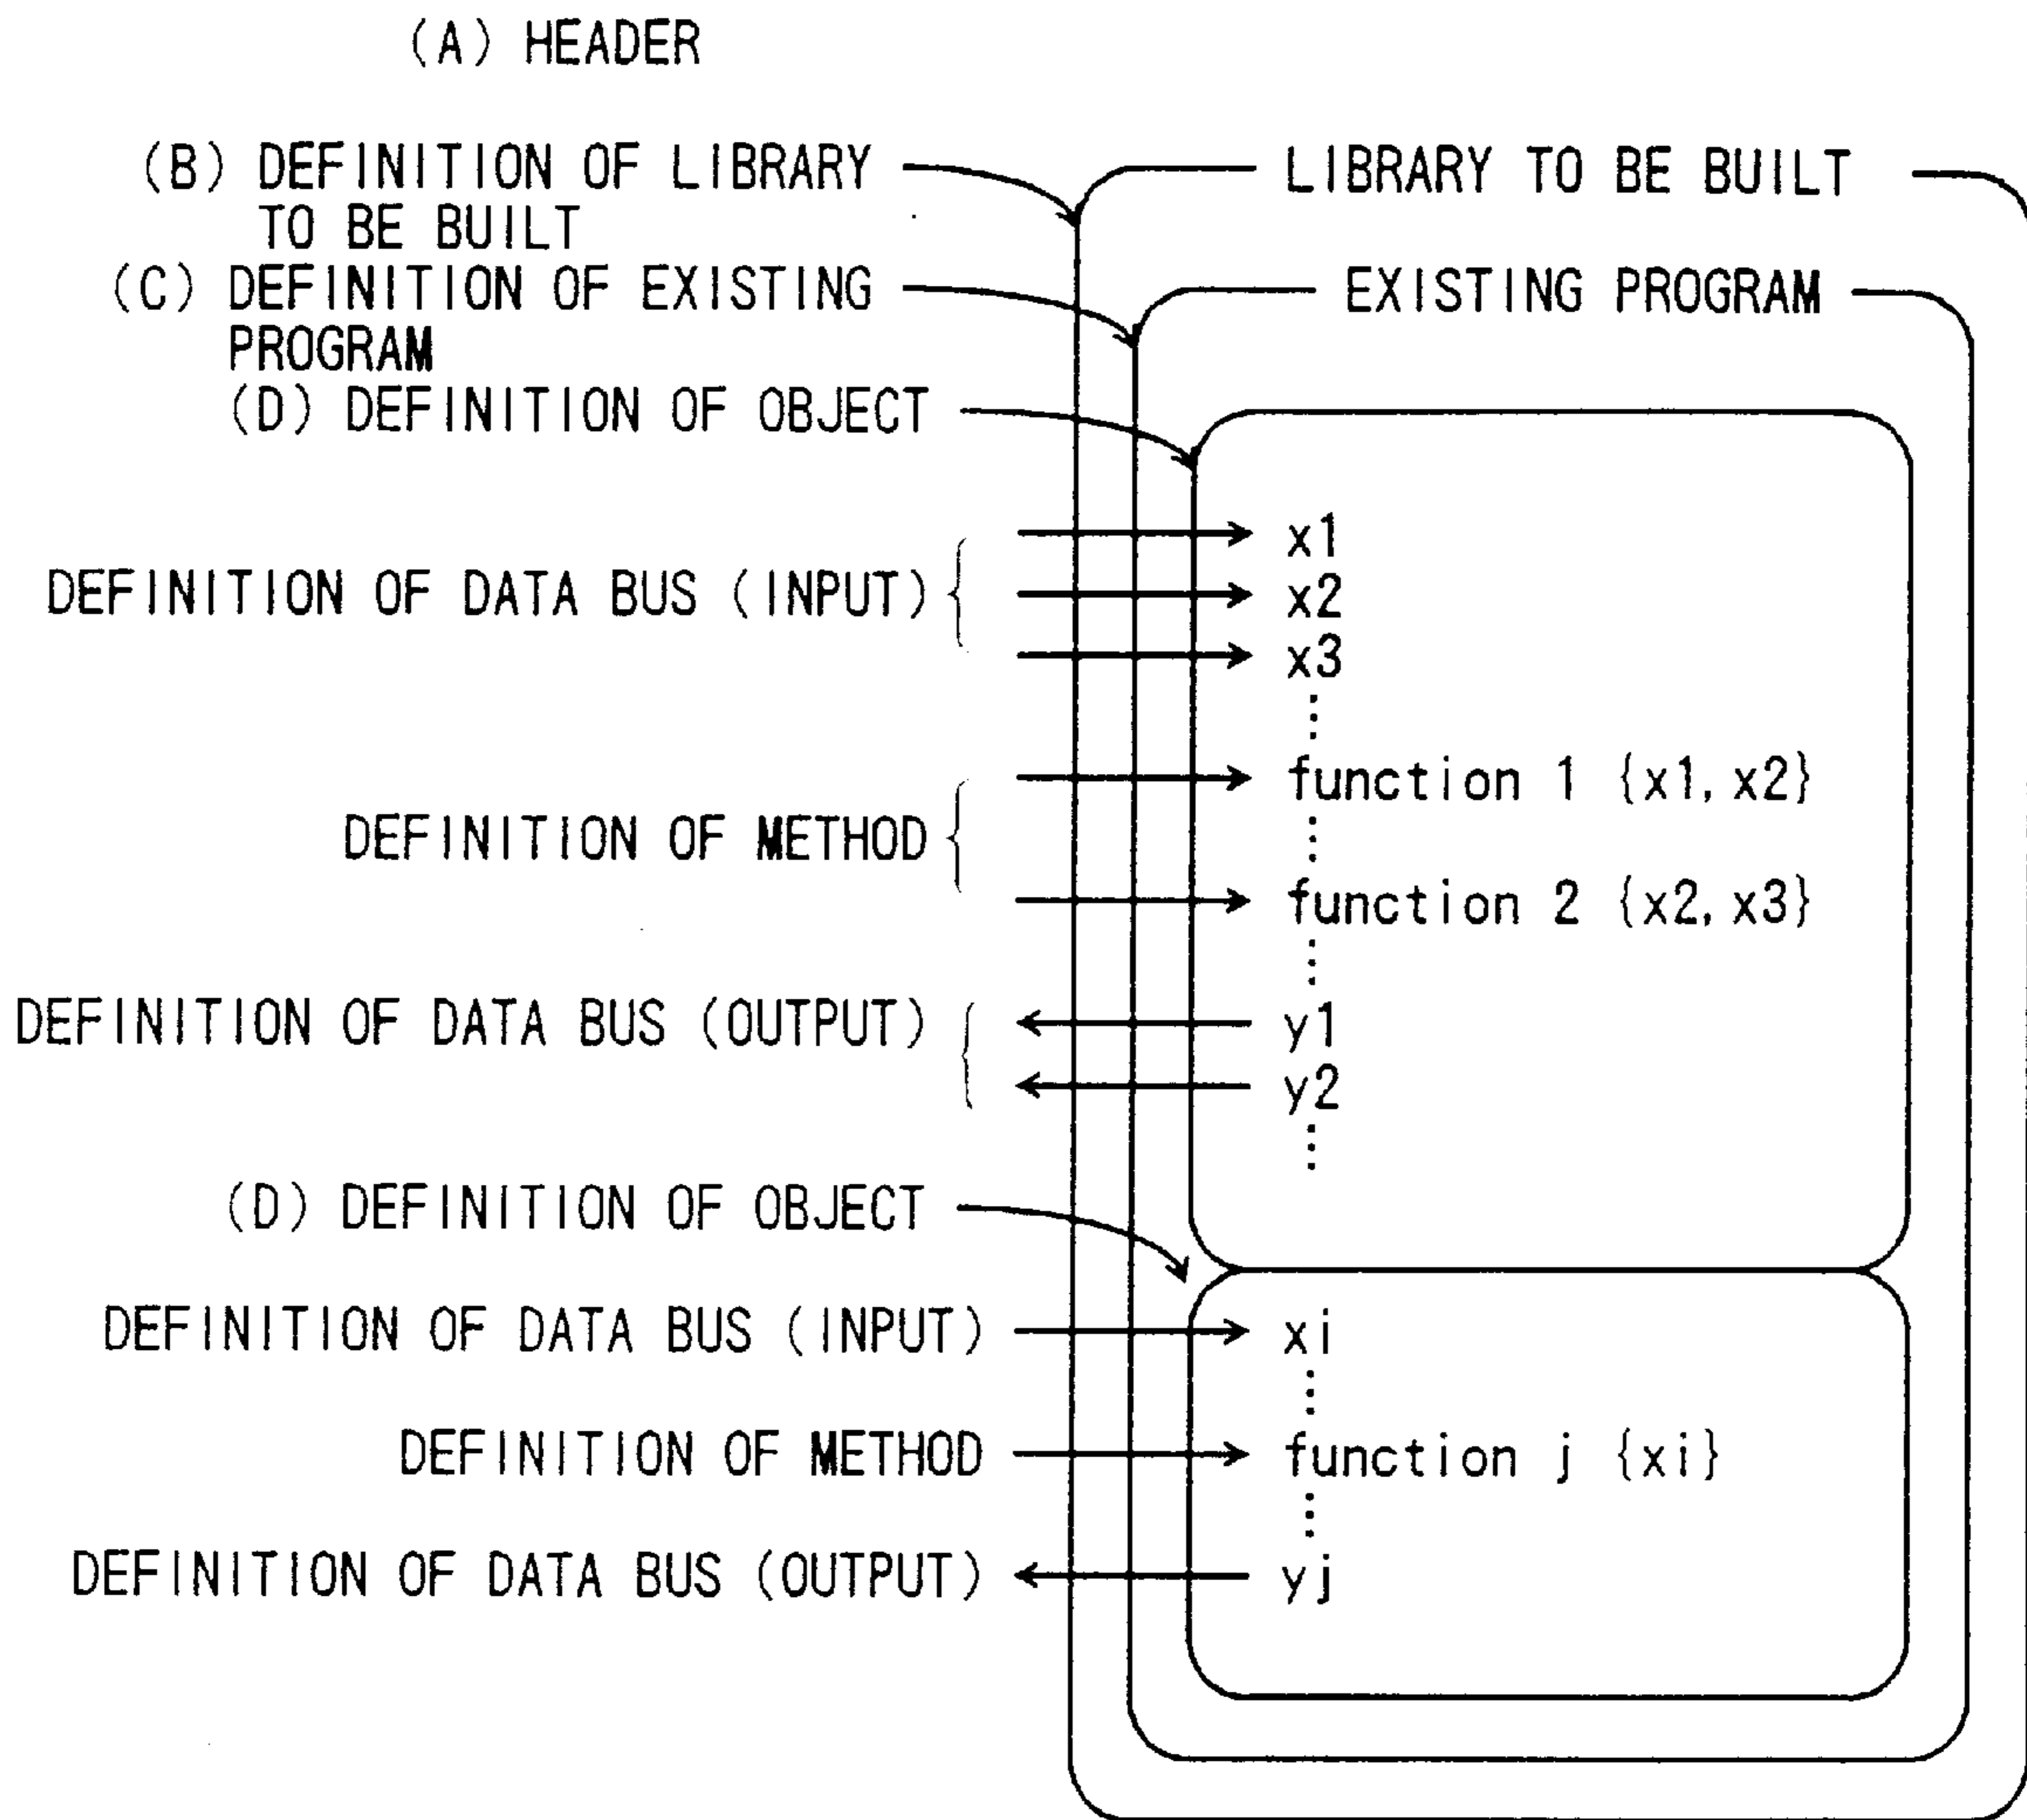 (A) HEADER
(B) DEFINITION OF LIBRARY TO BE BUILT
LIBRARY TO BE BUILT
(C) DEFINITION OF EXISTING PROGRAM
EXISTING PROGRAM
(D) DEFINITION OF OBJECT
DEFINITION OF DATA BUS (INPUT)
x1
x2
x3
⋮
DEFINITION OF METHOD
function 1 {x1, x2}
⋮
function 2 {x2, x3}
⋮
DEFINITION OF DATA BUS (OUTPUT)
y1
y2
⋮
(D) DEFINITION OF OBJECT
DEFINITION OF DATA BUS (INPUT)
xi
⋮
DEFINITION OF METHOD
function j {xi}
⋮
DEFINITION OF DATA BUS (OUTPUT)
yj